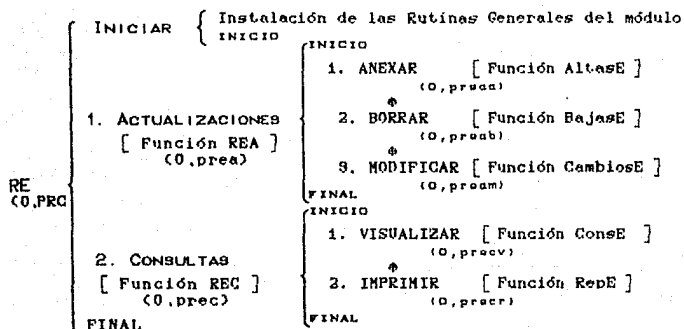 INICIAR { Instalación de las Rutinas Generales del módulo
INICIO
INICIO
1. ANEXAR [ Función AltasE ]
(0,preaa)
⊕
1. ACTUALIZACIONES
2. BORRAR [ Función BajasE ]
[ Función REA ]
(0,preab)
(0,prea)
⊕
3. MODIFICAR [ Función CambiosE ]
(0,pream)
RE
(0,PRC
FINAL
INICIO
1. VISUALIZAR [ Función ConsE ]
(0,precv)
2. CONSULTAS
⊕
[ Función REC ]
2. IMPRIMIR [ Función RepE ]
(0,prec)
(0,precr)
FINAL
FINAL